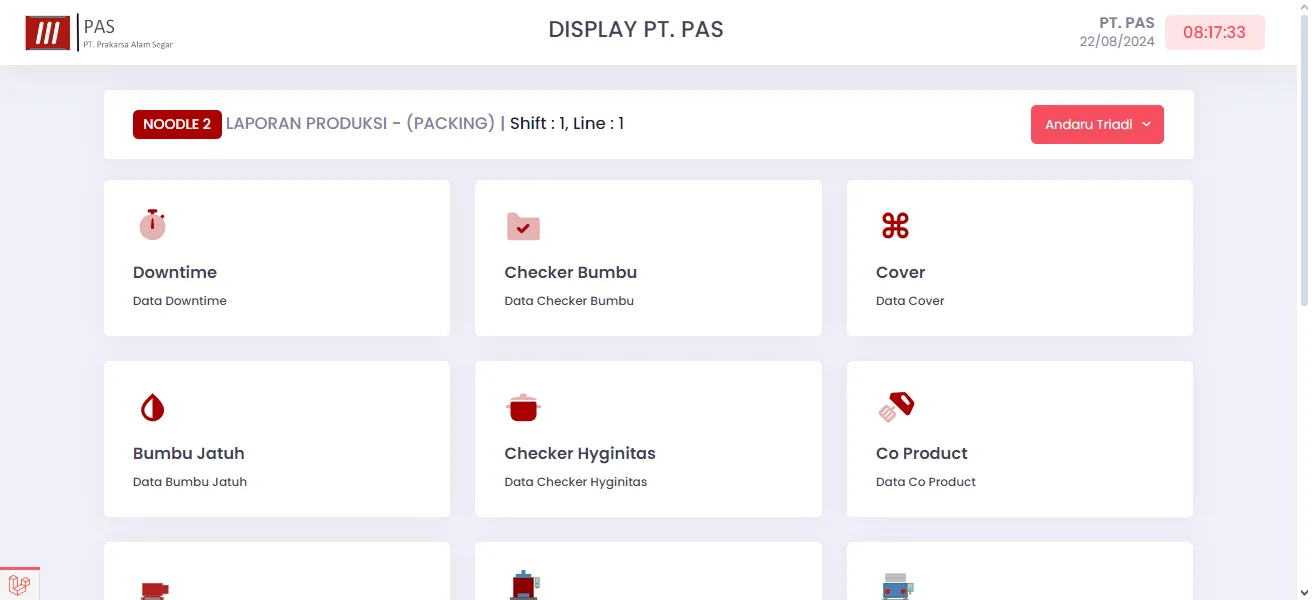 PAS
PT. Prakarsa Alam Segar
DISPLAY PT. PAS
PT. PAS
22/08/2024
08:17:33
NOODLE 2 LAPORAN PRODUKSI - (PACKING) | Shift : 1, Line : 1
Andaru Triadi
Downtime
Data Downtime
Checker Bumbu
Data Checker Bumbu
Cover
Data Cover
Bumbu Jatuh
Data Bumbu Jatuh
Checker Hyginitas
Data Checker Hyginitas
Co Product
Data Co Product